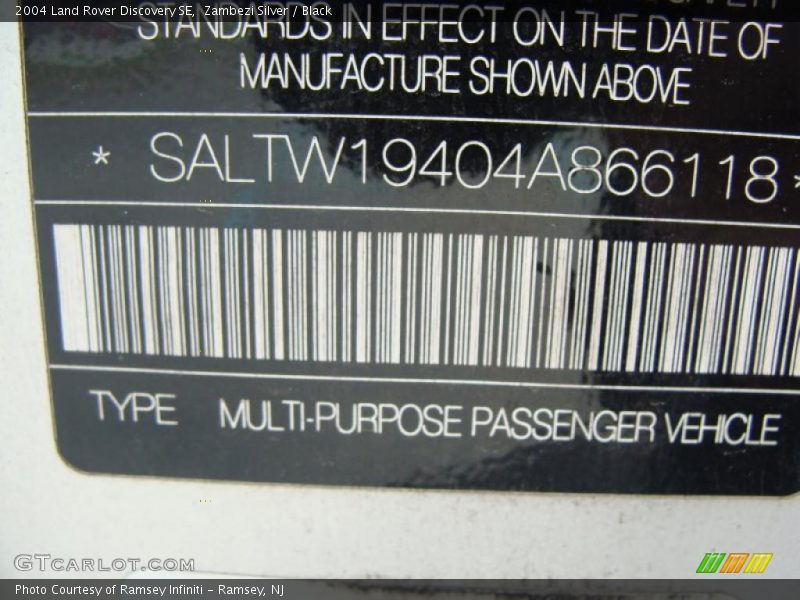 2004 Land Rover Discovery SE, Zambezi Silver / Black
STANDARDS IN EFFECT ON THE DATE OF
MANUFACTURE SHOWN ABOVE
* SALTW19404A866118 *
TYPE MULTI-PURPOSE PASSENGER VEHICLE
GTCARLOT.COM
Photo Courtesy of Ramsey Infiniti - Ramsey, NJ